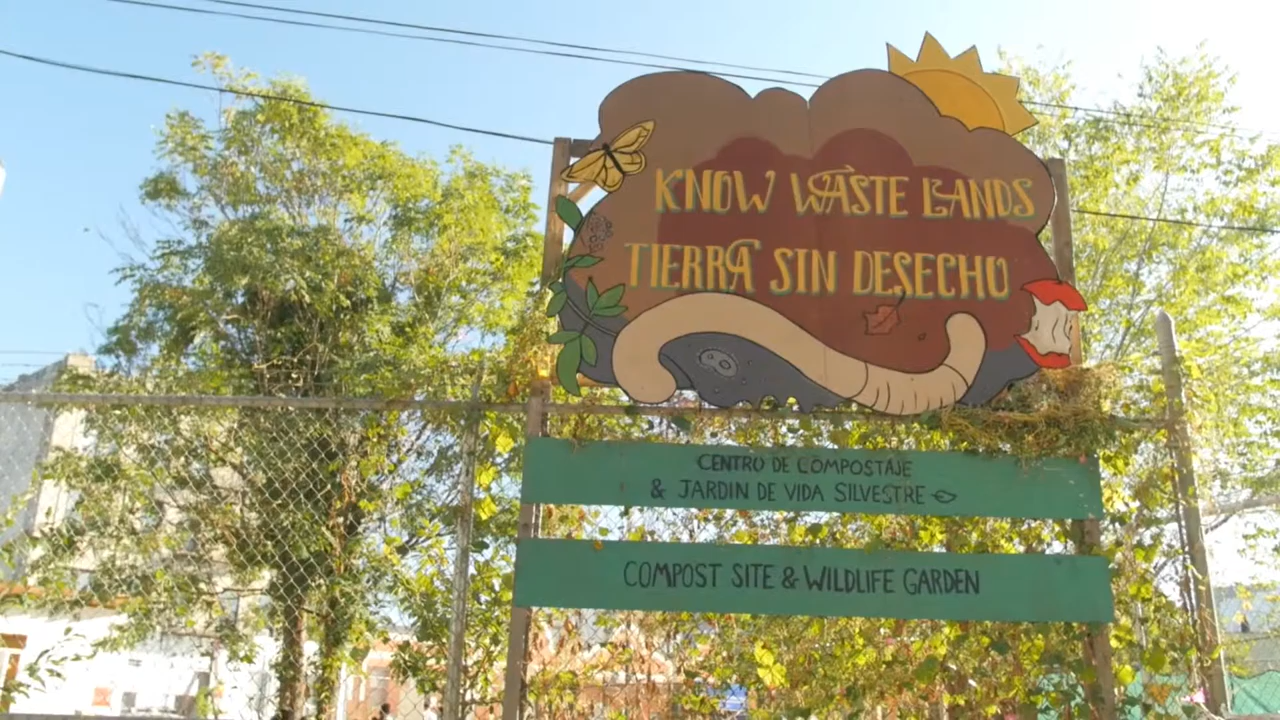 KNOW WASTE LANDS
TIERRA SIN DESECHO
CENTRO DE COMPOSTAJE
& JARDIN DE VIDA SILVESTRE
COMPOST SITE & WILDLIFE GARDEN